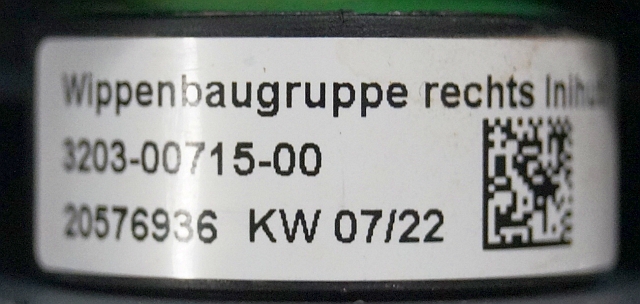 Wippenbaugruppe rechts
3203-00715-00
20576936 KW 07/22